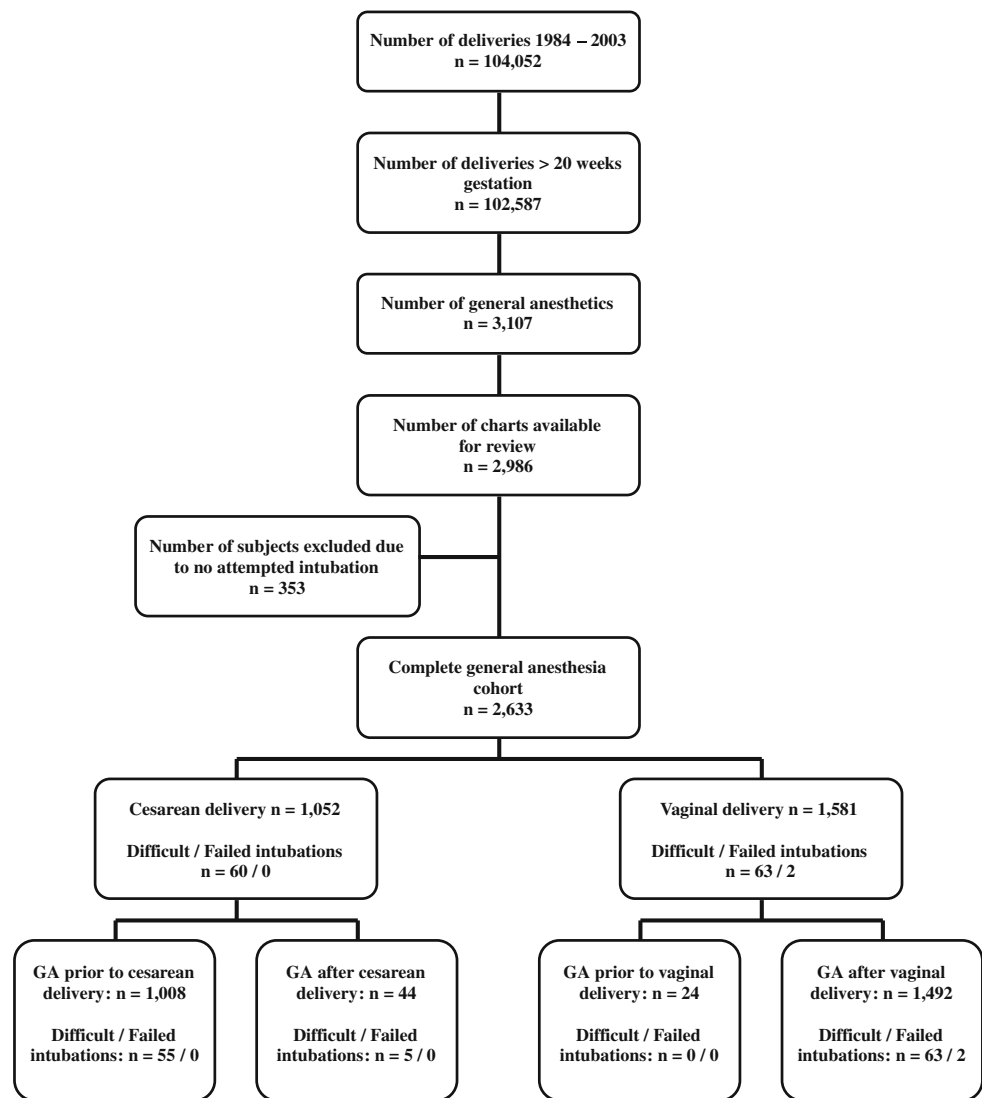 Number of deliveries 1984 – 2003
n = 104,052
Number of deliveries > 20 weeks
gestation
n = 102,587
Number of general anesthetics
n = 3,107
Number of charts available
for review
n = 2,986
Number of subjects excluded due
to no attempted intubation
n = 353
Complete general anesthesia
cohort
n = 2,633
Cesarean delivery n = 1,052
Difficult / Failed intubations
n = 60 / 0
Vaginal delivery n = 1,581
Difficult / Failed intubations
n = 63 / 2
GA prior to cesarean
delivery: n = 1,008
Difficult / Failed
intubations: n = 55 / 0
GA after cesarean
delivery: n = 44
Difficult / Failed
intubations: n = 5 / 0
GA prior to vaginal
delivery: n = 24
Difficult / Failed
intubations: n = 0 / 0
GA after vaginal
delivery: n = 1,492
Difficult / Failed
intubations: n = 63 / 2